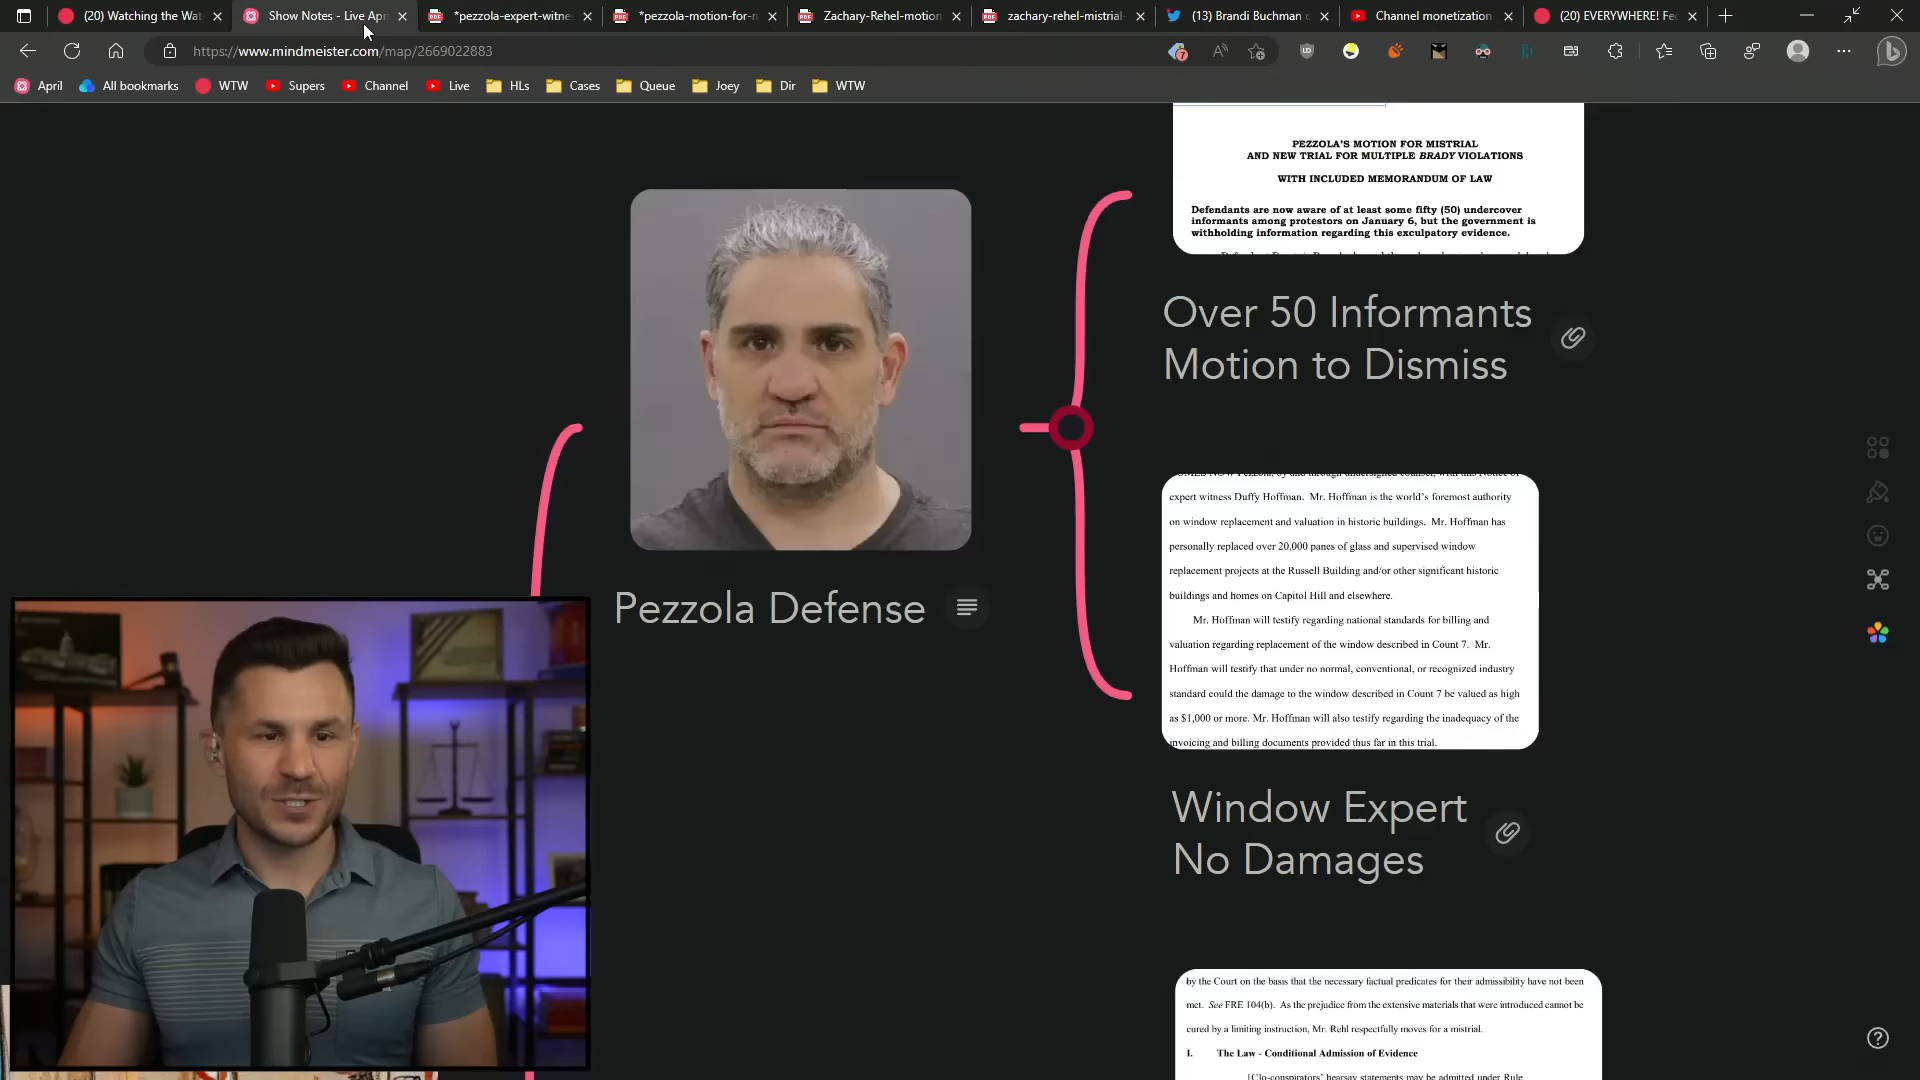 (20) Watching the Wat
Show Notes - Live Apri
*pezzola-expert-witne
*pezzola-motion-for-n
Zachary-Rehel-motion
zachary-rehel-mistrial-
(13) Brandi Buchman
Channel monetization
(20) EVERYWHERE! Fed
https://www.mindmeister.com/map/2669022883
7
April
All bookmarks
WTW
Supers
Channel
Live
HLs
Cases
Queue
Joey
Dir
WTW
PEZZOLA'S MOTION FOR MISTRIAL
AND NEW TRIAL FOR MULTIPLE BRADY VIOLATIONS
WITH INCLUDED MEMORANDUM OF LAW
Defendants are now aware of at least some fifty (50) undercover
informants among protestors on January 6, but the government is
withholding information regarding this exculpatory evidence.
Over 50 Informants
Motion to Dismiss
expert witness Duffy Hoffman. Mr. Hoffman is the world's foremost authority
on window replacement and valuation in historic buildings. Mr. Hoffman has
personally replaced over 20,000 panes of glass and supervised window
replacement projects at the Russell Building and/or other significant historic
buildings and homes on Capitol Hill and elsewhere.
Mr. Hoffman will testify regarding national standards for billing and
valuation regarding replacement of the window described in Count 7. Mr.
Hoffman will testify that under no normal, conventional, or recognized industry
standard could the damage to the window described in Count 7 be valued as high
as $1,000 or more. Mr. Hoffman will also testify regarding the inadequacy of the
invoicing and billing documents provided thus far in this trial.
Pezzola Defense
Window Expert
No Damages
by the Court on the basis that the necessary factual predicates for their admissibility have not been
met. See FRE 104(b). As the prejudice from the extensive materials that were introduced cannot be
cured by a limiting instruction, Mr. Rehl respectfully moves for a mistrial.
I. The Law - Conditional Admission of Evidence
[C]o-conspirators' hearsay statements may be admitted under Rule